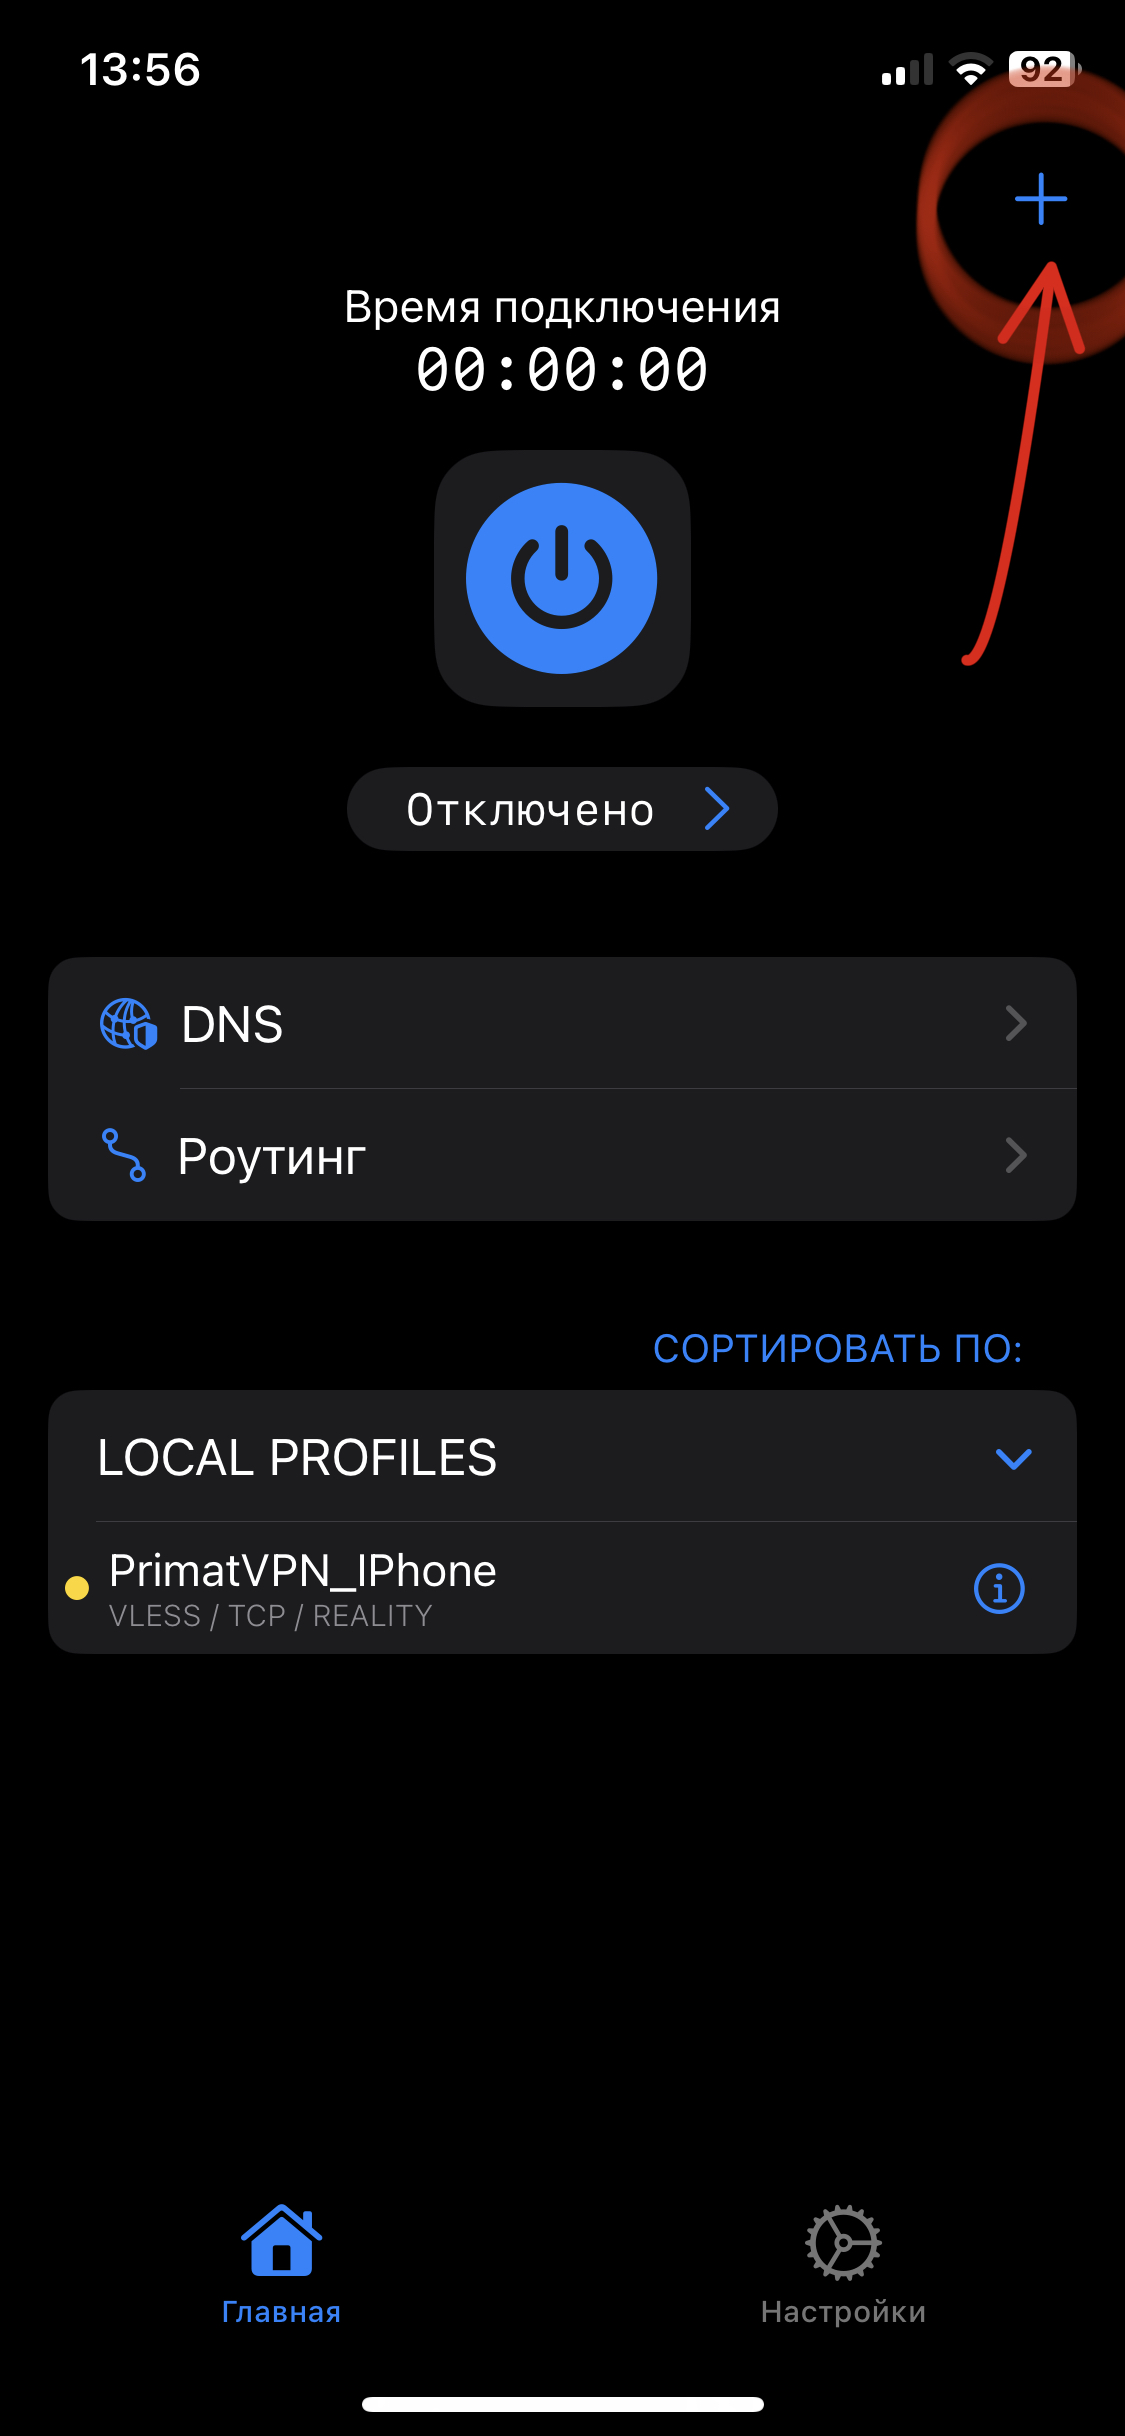 13:56
92
Время подключения
00:00:00
Отключено
DNS
Роутинг
СОРТИРОВАТЬ ПО:
LOCAL PROFILES
PrimatVPN_IPhone
VLESS / TCP / REALITY
Главная
Настройки